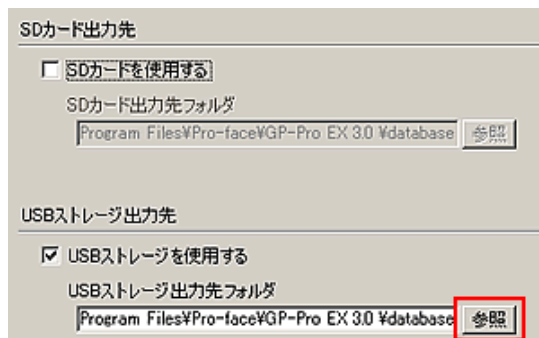 SDカード出力先
SDカードを使用する
SDカード出力先フォルダ
Program Files¥Pro-face¥GP-Pro EX 3.0 ¥database 参照
USBストレージ出力先
USBストレージを使用する
USBストレージ出力先フォルダ
Program Files¥Pro-face¥GP-Pro EX 3.0 ¥database 参照